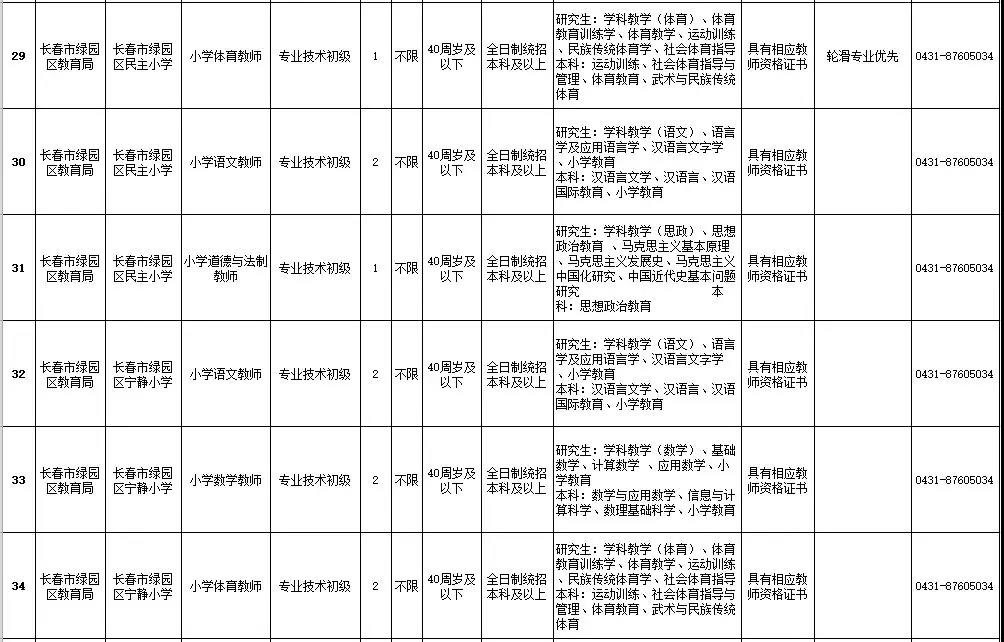 29 长春市绿园区教育局 长春市绿园区民主小学 小学体育教师 专业技术初级 1 不限 40周岁及以下 全日制统招本科及以上 研究生：学科教学（体育）、体育教育训练学、体育教学、运动训练、民族传统体育学、社会体育指导 本科：运动训练、社会体育指导与管理、体育教育、武术与民族传统体育 具有相应教师资格证书 轮滑专业优先 0431-87605034
30 长春市绿园区教育局 长春市绿园区民主小学 小学语文教师 专业技术初级 2 不限 40周岁及以下 全日制统招本科及以上 研究生：学科教学（语文）、语言学及应用语言学、汉语言文字学、小学教育 本科：汉语言文学、汉语言、汉语国际教育、小学教育 具有相应教师资格证书 0431-87605034
31 长春市绿园区教育局 长春市绿园区民主小学 小学道德与法制教师 专业技术初级 1 不限 40周岁及以下 全日制统招本科及以上 研究生：学科教学（思政）、思想政治教育 、马克思主义基本原理、马克思主义发展史、马克思主义中国化研究、中国近代史基本问题研究 本科：思想政治教育 具有相应教师资格证书 0431-87605034
32 长春市绿园区教育局 长春市绿园区宁静小学 小学语文教师 专业技术初级 2 不限 40周岁及以下 全日制统招本科及以上 研究生：学科教学（语文）、语言学及应用语言学、汉语言文字学、小学教育 本科：汉语言文学、汉语言、汉语国际教育、小学教育 具有相应教师资格证书 0431-87605034
33 长春市绿园区教育局 长春市绿园区宁静小学 小学数学教师 专业技术初级 2 不限 40周岁及以下 全日制统招本科及以上 研究生：学科教学（数学）、基础数学、计算数学 、应用数学、小学教育 本科：数学与应用数学、信息与计算科学、数理基础科学、小学教育 具有相应教师资格证书 0431-87605034
34 长春市绿园区教育局 长春市绿园区宁静小学 小学体育教师 专业技术初级 2 不限 40周岁及以下 全日制统招本科及以上 研究生：学科教学（体育）、体育教育训练学、体育教学、运动训练、民族传统体育学、社会体育指导 本科：运动训练、社会体育指导与管理、体育教育、武术与民族传统体育 具有相应教师资格证书 0431-87605034